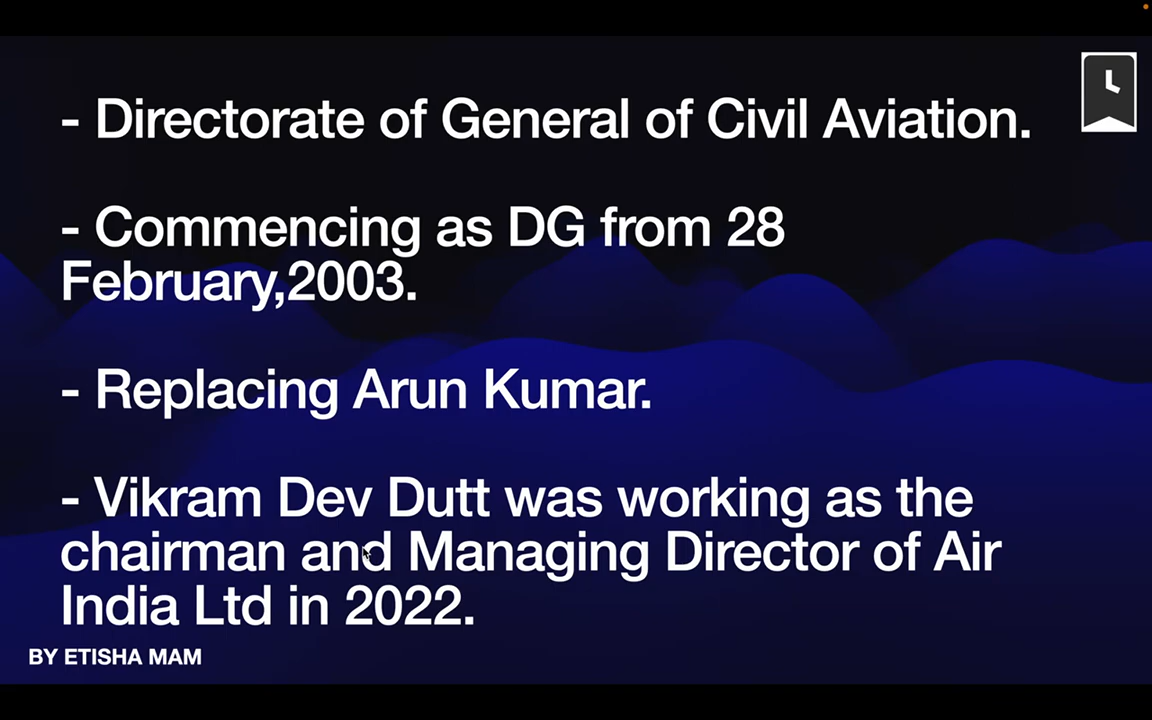 - Directorate of General of Civil Aviation.
- Commencing as DG from 28
February,2003.
- Replacing Arun Kumar.
- Vikram Dev Dutt was working as the
chairman and Managing Director of Air
India Ltd in 2022.
BY ETISHA MAM